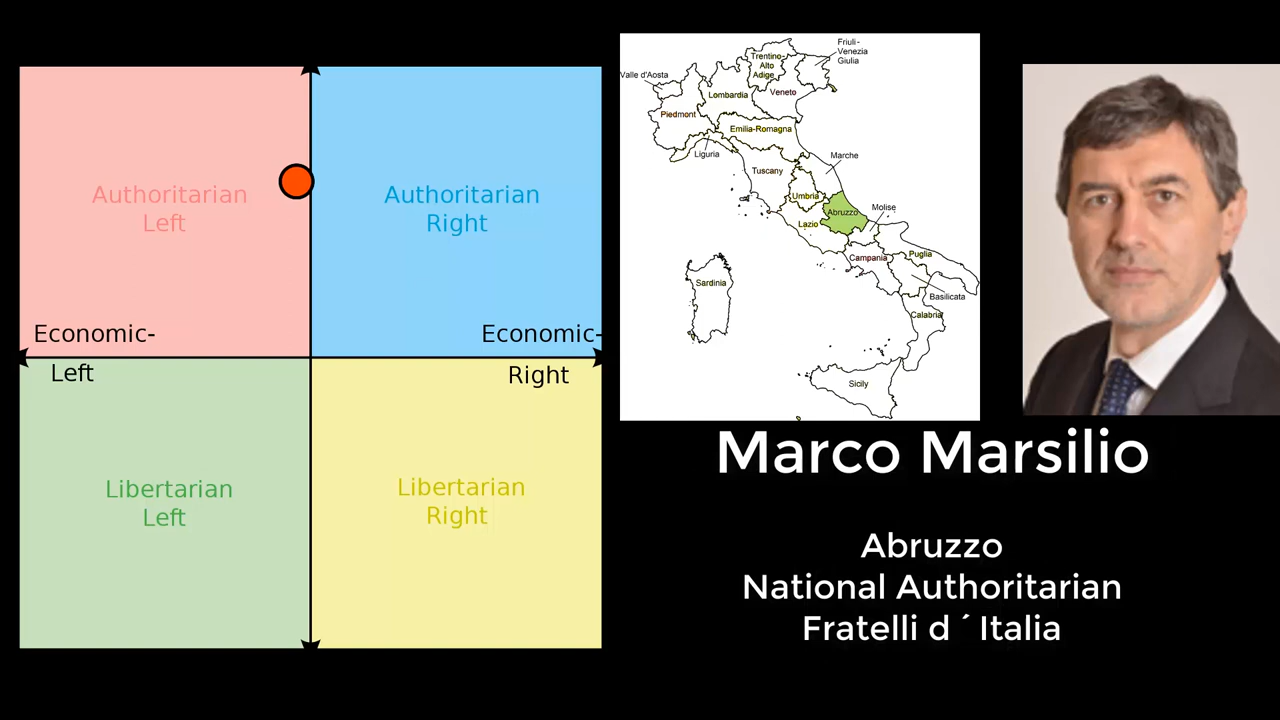 Authoritarian
Left
Authoritarian
Right
Economic-
Left
Economic-
Right
Libertarian
Left
Libertarian
Right
Friuli-
Venezia
Giulia
Trentino-
Alto
Adige
Valle d'Aosta
Lombardia
Veneto
Piedmont
Emilia-Romagna
Liguria
Marche
Tuscany
Umbria
Abruzzo
Molise
Lazio
Campania
Puglia
Sardinia
Basilicata
Calabria
Sicily
Marco Marsilio
Abruzzo
National Authoritarian
Fratelli d ´ Italia